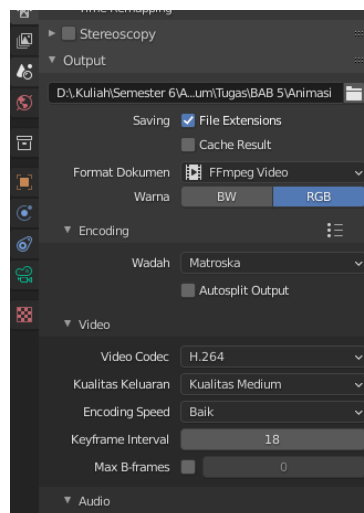 Time Remapping
Stereoscopy
Output
D:\.Kuliah\Semester 6\A...um\Tugas\BAB 5\Animasi
Saving File Extensions
Cache Result
Format Dokumen FFmpeg Video
Warna BW RGB
Encoding
Wadah Matroska
Autosplit Output
Video
Video Codec H.264
Kualitas Keluaran Kualitas Medium
Encoding Speed Baik
Keyframe Interval 18
Max B-frames 0
Audio